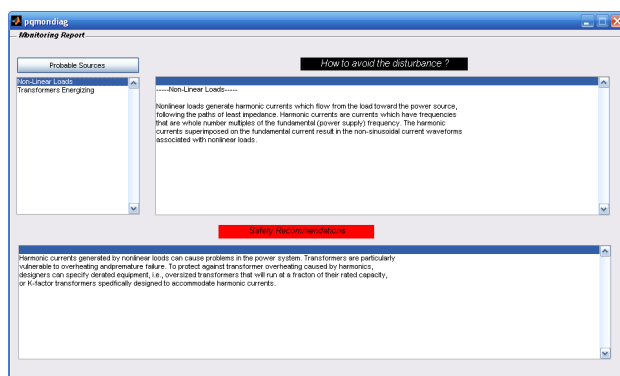 pqmondiag
Monitoring Report
Probable Sources
How to avoid the disturbance ?
Non-Linear Loads
Transformers Energizing
-----Non-Linear Loads-----
Nonlinear loads generate harmonic currents which flow from the load toward the power source,
following the paths of least impedance. Harmonic currents are currents which have frequencies
that are whole number multiples of the fundamental (power supply) frequency. The harmonic
currents superimposed on the fundamental current result in the non-sinusoidal current waveforms
associated with nonlinear loads.
Safety Recommendations
Harmonic currents generated by nonlinear loods can cause problems in the power system. Transformers are particularly
vulnerable to overheating andpremature failure. To protect against transformer overheating caused by harmonics,
designers can specify derated equipment, i.e., oversized transformers that will run at a fracton of their rated capacity,
or K-factor transformers spedfically designed to accommodate harmonic currents.